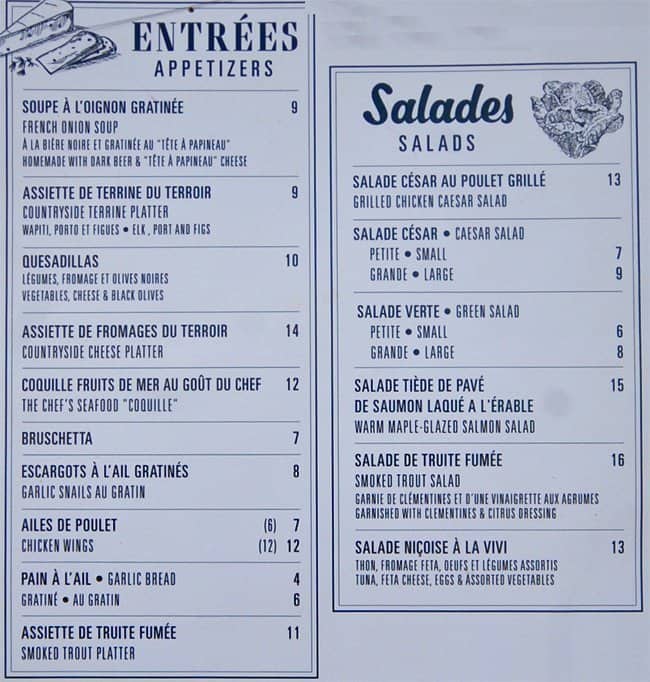 ENTRÉES
APPETIZERS
SOUPE À L'OIGNON GRATINÉE 9
FRENCH ONION SOUP
À LA BIÈRE NOIRE ET GRATINÉE AU "TÊTE À PAPINEAU"
HOMEMADE WITH DARK BEER & "TÊTE À PAPINEAU" CHEESE
ASSIETTE DE TERRINE DU TERROIR 9
COUNTRYSIDE TERRINE PLATTER
WAPITI, PORTO ET FIGUES • ELK, PORT AND FIGS
QUESADILLAS 10
LÉGUMES, FROMAGE ET OLIVES NOIRES
VEGETABLES, CHEESE & BLACK OLIVES
ASSIETTE DE FROMAGES DU TERROIR 14
COUNTRYSIDE CHEESE PLATTER
COQUILLE FRUITS DE MER AU GOÛT DU CHEF 12
THE CHEF'S SEAFOOD "COQUILLE"
BRUSCHETTA 7
ESCARGOTS À L'AIL GRATINÉS 8
GARLIC SNAILS AU GRATIN
AILES DE POULET (6) 7
CHICKEN WINGS (12) 12
PAIN À L'AIL • GARLIC BREAD 4
GRATINÉ • AU GRATIN 6
ASSIETTE DE TRUITE FUMÉE 11
SMOKED TROUT PLATTER
Salades
SALADS
SALADE CÉSAR AU POULET GRILLÉ 13
GRILLED CHICKEN CAESAR SALAD
SALADE CÉSAR • CAESAR SALAD
PETITE • SMALL 7
GRANDE • LARGE 9
SALADE VERTE • GREEN SALAD
PETITE • SMALL 6
GRANDE • LARGE 8
SALADE TIÈDE DE PAVÉ 15
DE SAUMON LAQUÉ A L'ÉRABLE
WARM MAPLE-GLAZED SALMON SALAD
SALADE DE TRUITE FUMÉE 16
SMOKED TROUT SALAD
GARNIE DE CLÉMENTINES ET D'UNE VINAIGRETTE AUX AGRUMES
GARNISHED WITH CLEMENTINES & CITRUS DRESSING
SALADE NIÇOISE À LA VIVI 13
THON, FROMAGE FETA, OEUFS ET LÉGUMES ASSORTIS
TUNA, FETA CHEESE, EGGS & ASSORTED VEGETABLES